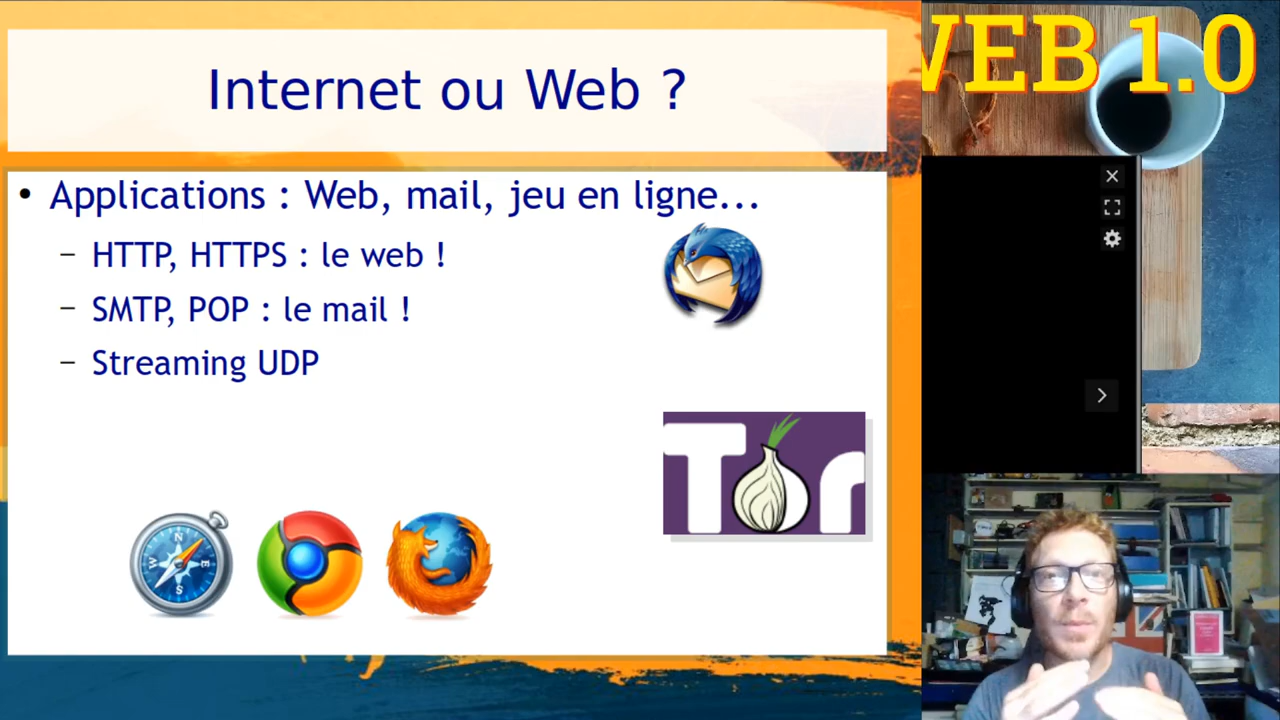 Internet ou Web ?
• Applications : Web, mail, jeu en ligne...
– HTTP, HTTPS : le web !
– SMTP, POP : le mail !
– Streaming UDP
Tor
N
W E
S
WEB 1.0